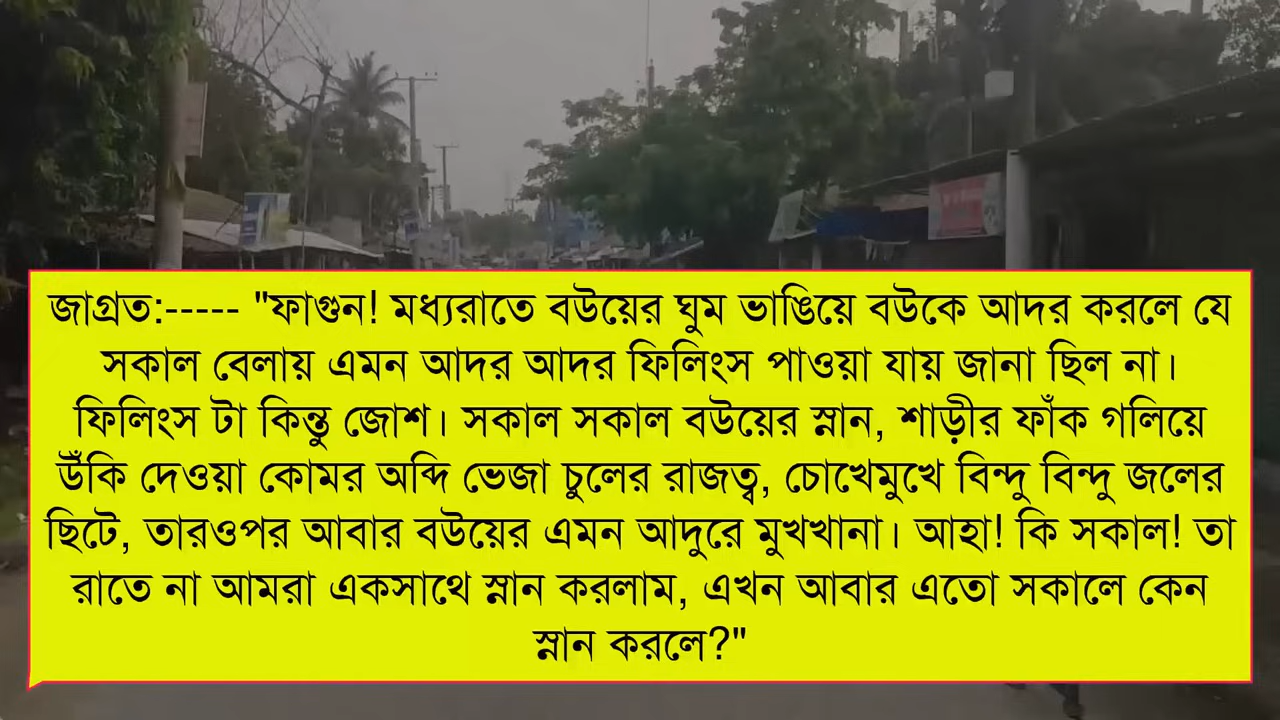 জাগ্রত:----- "ফাগুন! মধ্যরাতে বউয়ের ঘুম ভাঙিয়ে বউকে আদর করলে যে
সকাল বেলায় এমন আদর আদর ফিলিংস পাওয়া যায় জানা ছিল না।
ফিলিংস টা কিন্তু জোশ। সকাল সকাল বউয়ের স্নান, শাড়ীর ফাঁক গলিয়ে
উঁকি দেওয়া কোমর অব্দি ভেজা চুলের রাজত্ব, চোখেমুখে বিন্দু বিন্দু জলের
ছিটে, তারওপর আবার বউয়ের এমন আদুরে মুখখানা। আহা! কি সকাল! তা
রাতে না আমরা একসাথে স্নান করলাম, এখন আবার এতো সকালে কেন
স্নান করলে?"